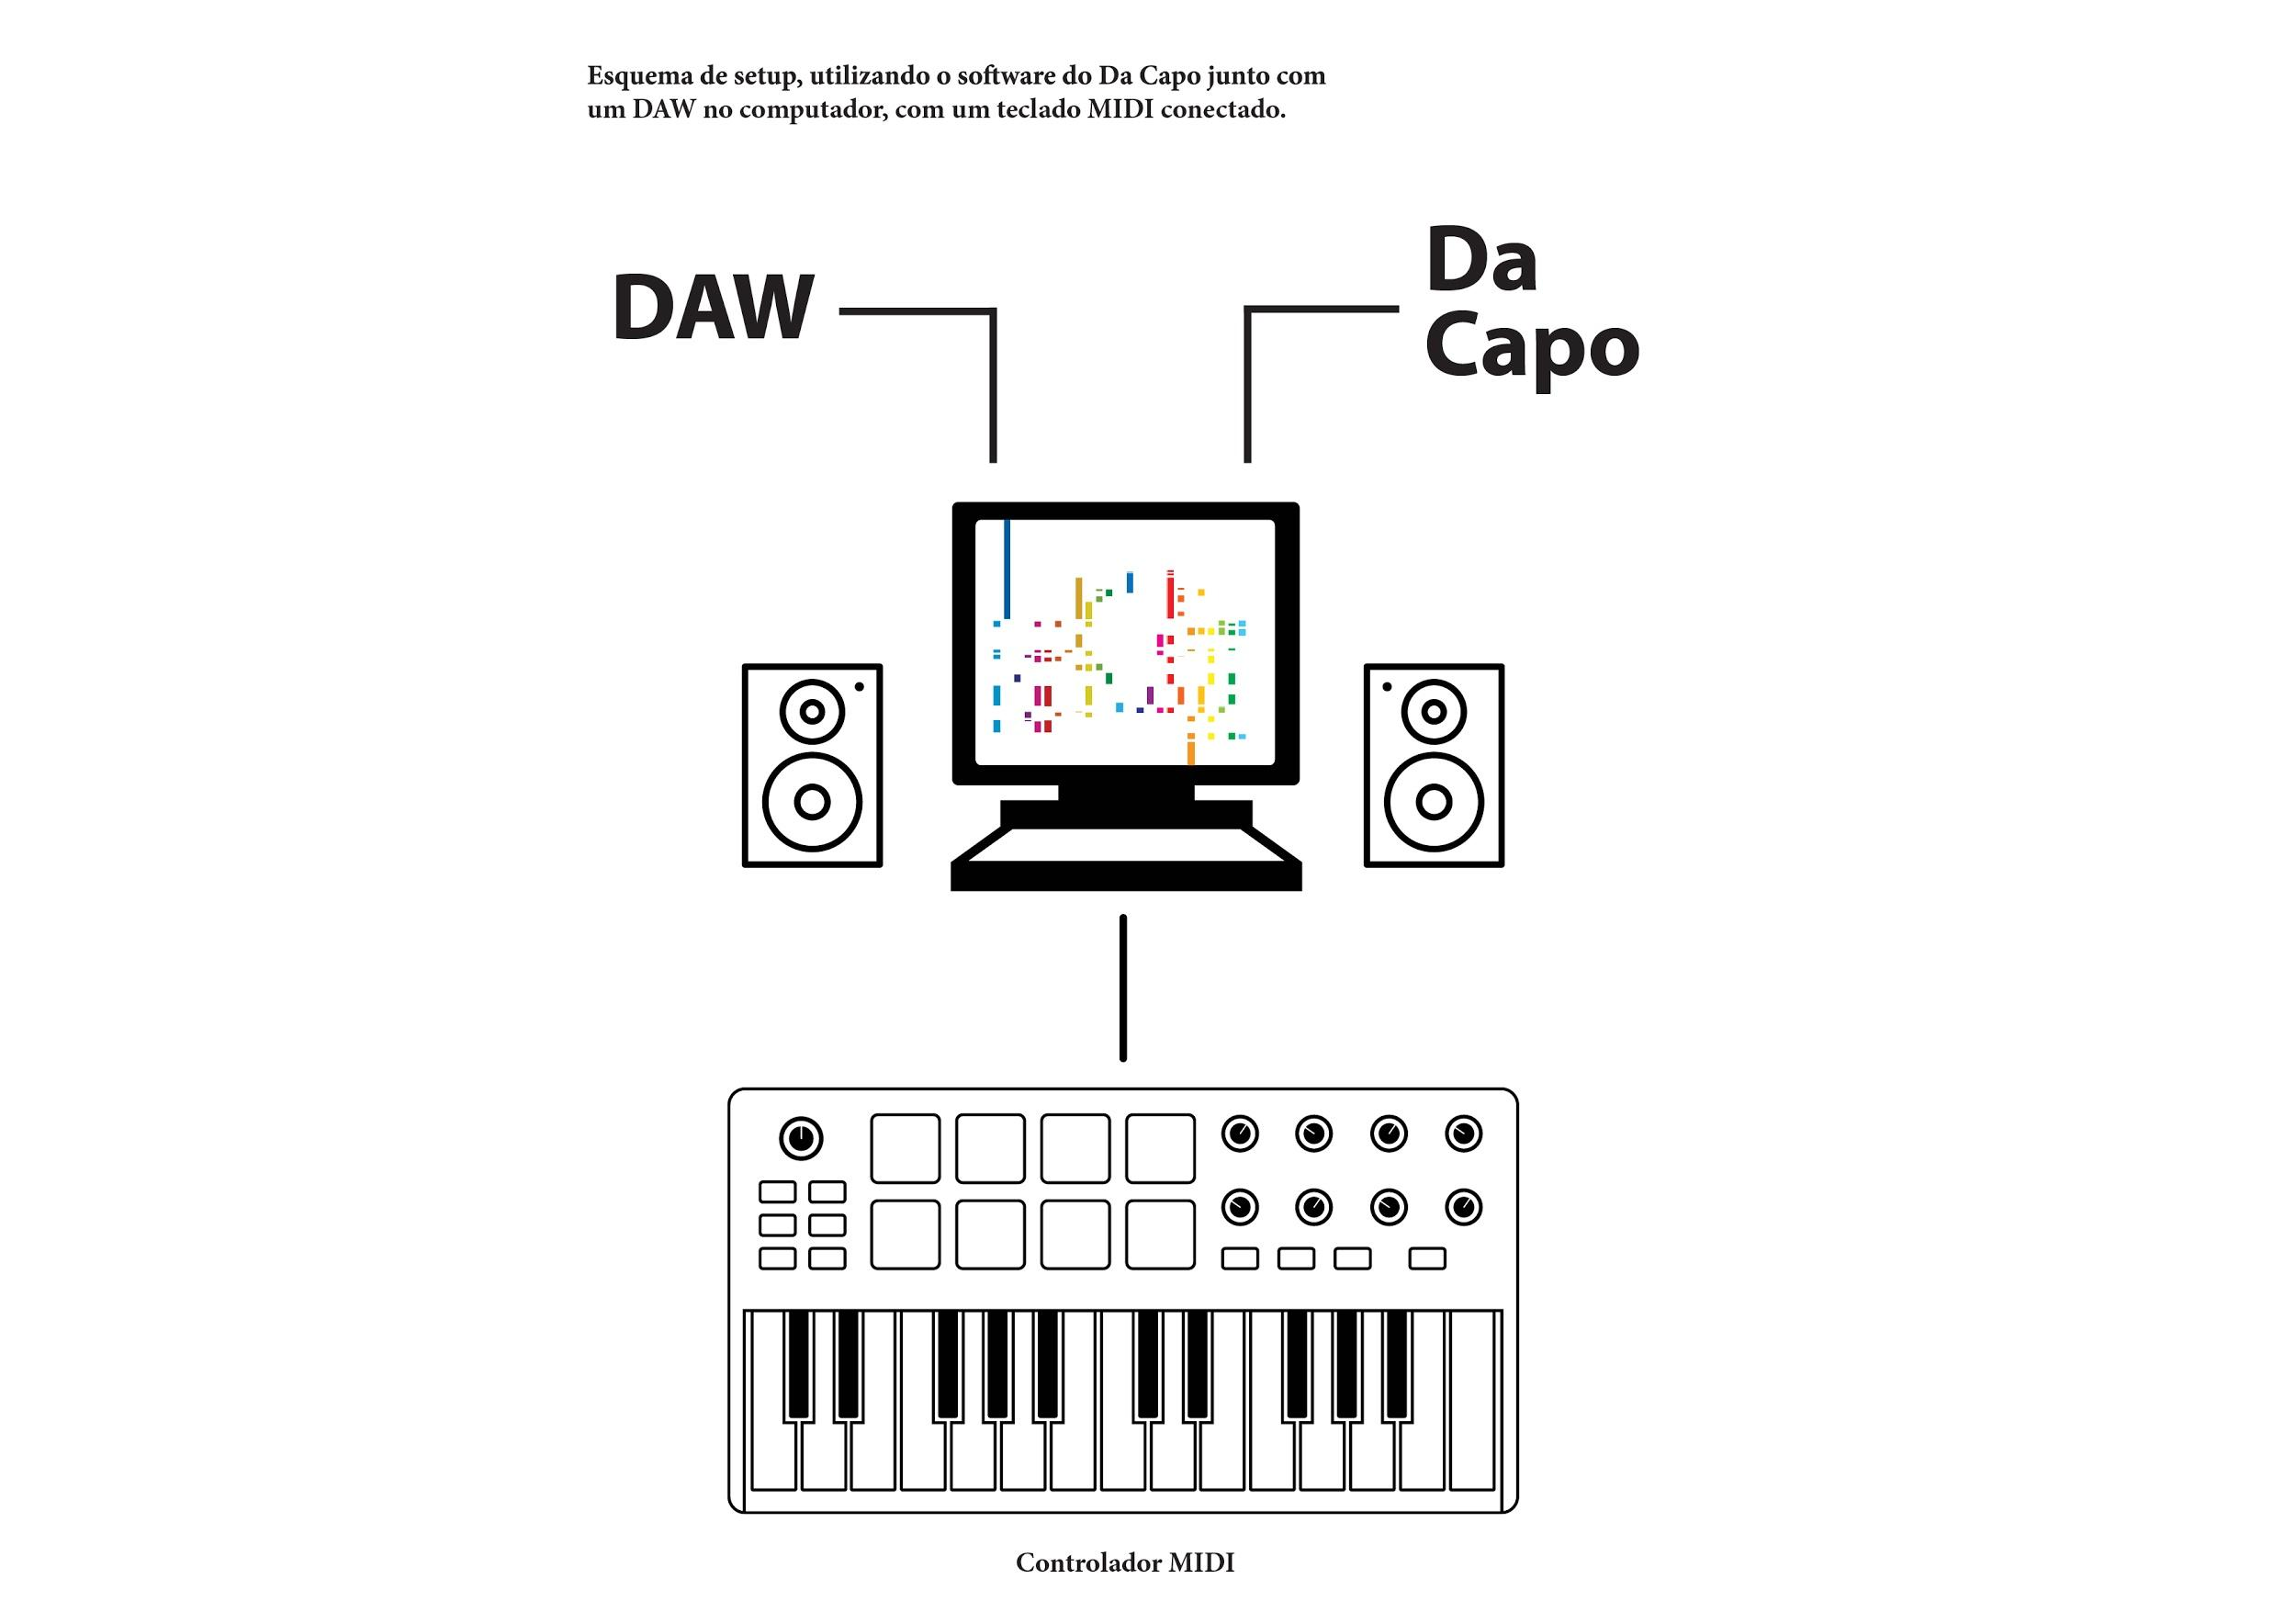 Esquema de setup, utilizando o software do Da Capo junto com
um DAW no computador, com um teclado MIDI conectado.
DAW
Da
Capo
Controlador MIDI